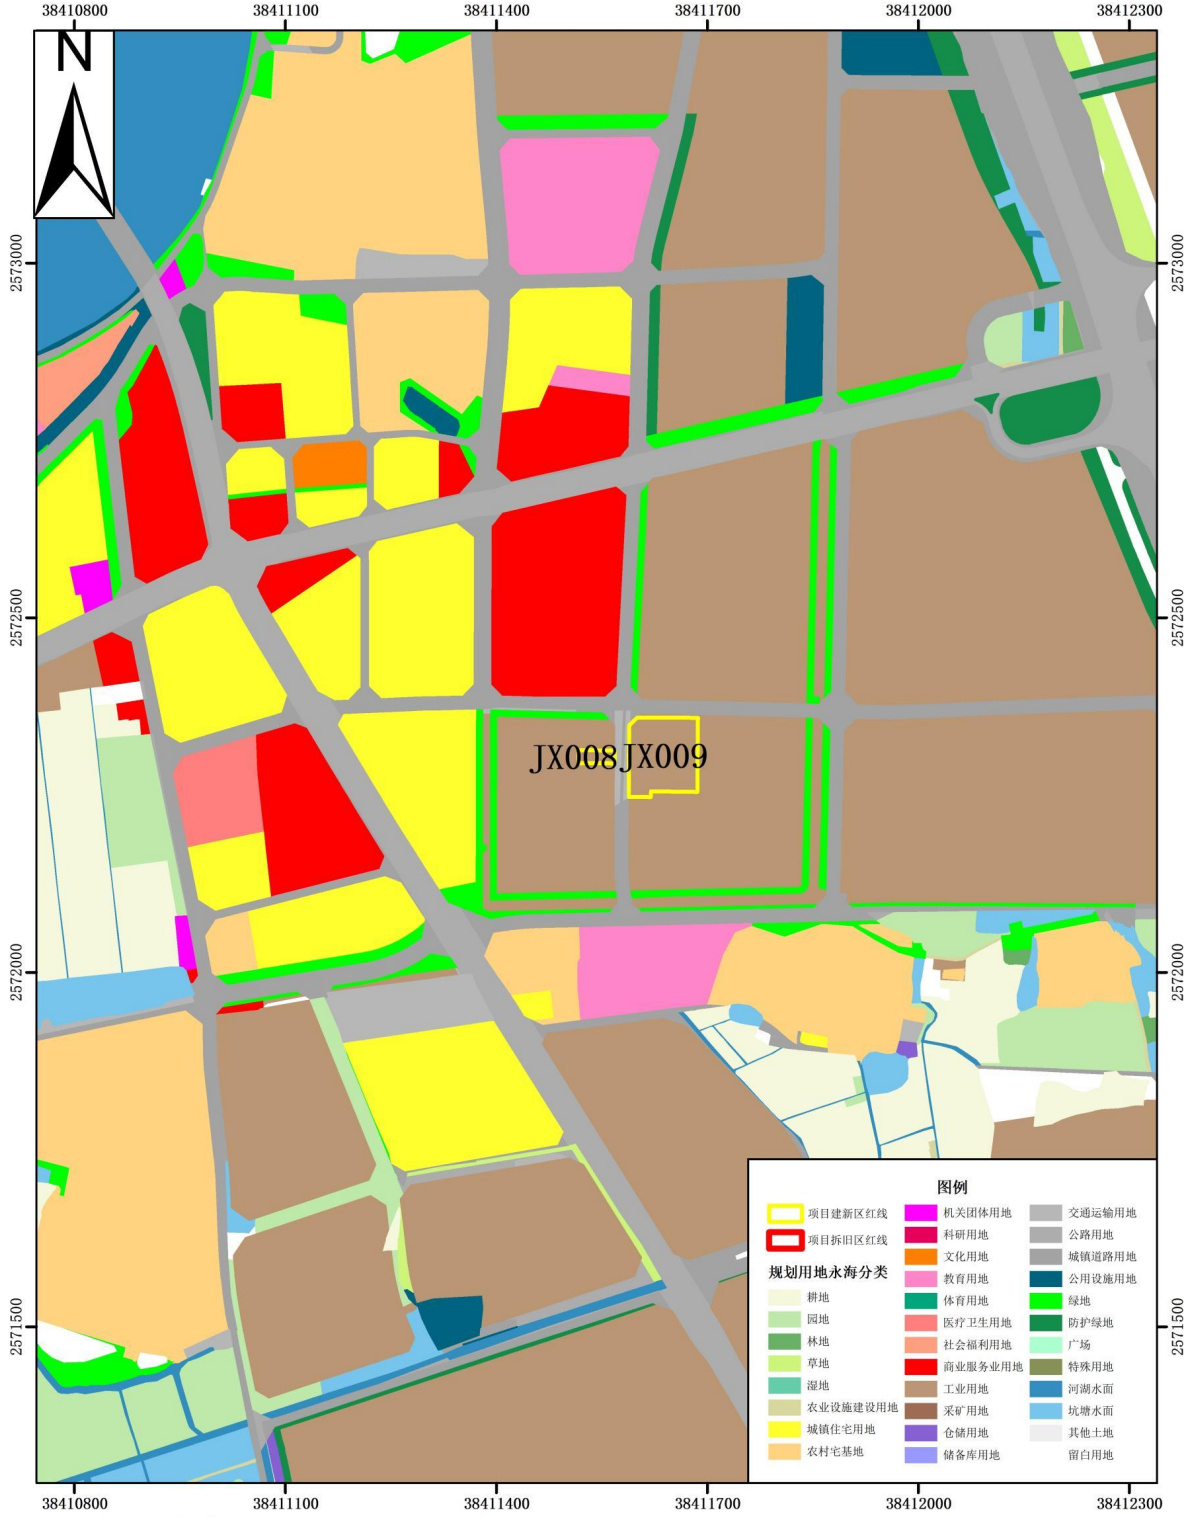 38410800 38411100 38411400 38411700 38412000 38412300
N
2573000 2573000
2572500 2572500
JX008 JX009
2572000 2572000
2571500 2571500
图例
项目建新区红线
项目拆旧区红线
规划用地永海分类
耕地
园地
林地
草地
湿地
农业设施建设用地
城镇住宅用地
农村宅基地
机关团体用地
科研用地
文化用地
教育用地
体育用地
医疗卫生用地
社会福利用地
商业服务业用地
工业用地
采矿用地
仓储用地
储备库用地
交通运输用地
公路用地
城镇道路用地
公用设施用地
绿地
防护绿地
广场
特殊用地
河湖水面
坑塘水面
其他土地
留白用地
38410800 38411100 38411400 38411700 38412000 38412300